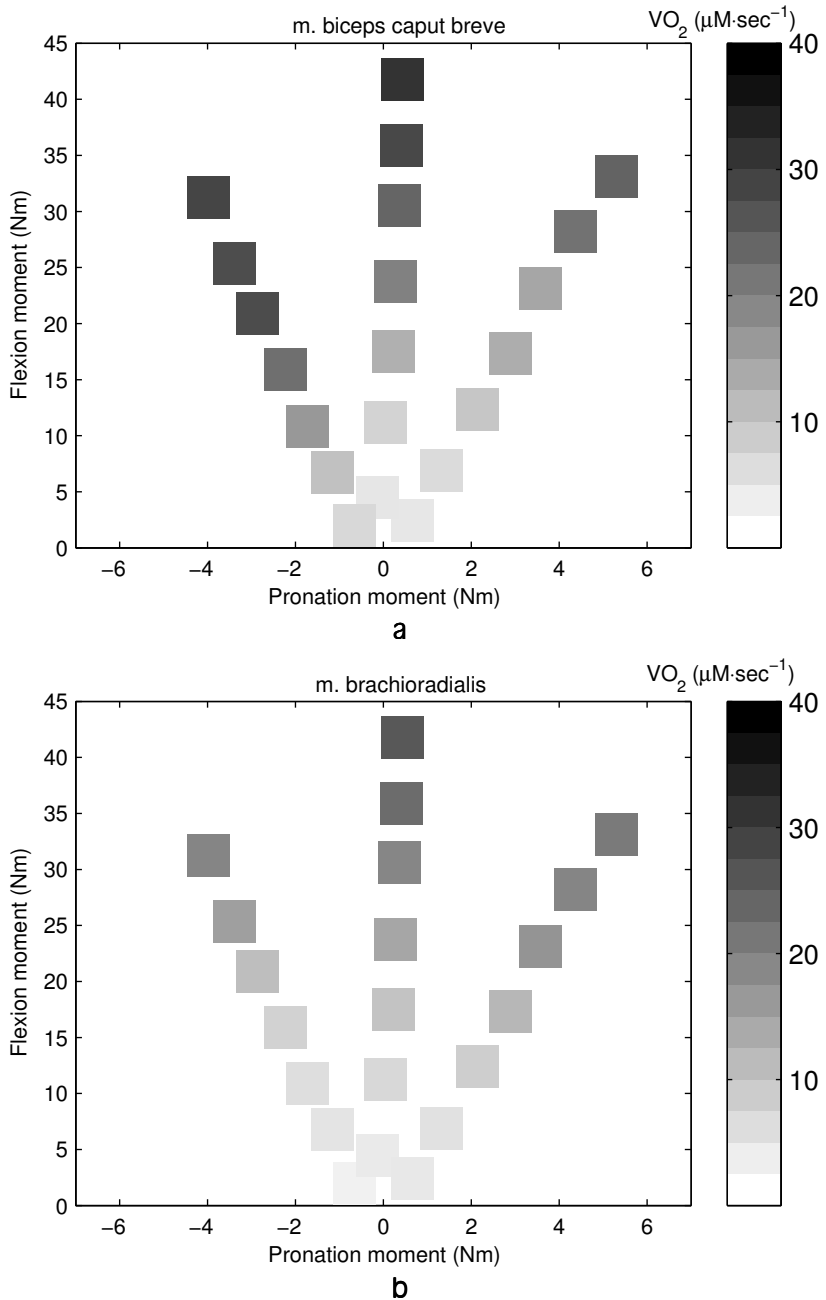 m. biceps caput breve
VO₂ (μM·sec⁻¹)
45
40
35
30
25
20
15
10
5
0
Flexion moment (Nm)
−6 −4 −2 0 2 4 6
Pronation moment (Nm)
40
30
20
10
a
m. brachioradialis
VO₂ (μM·sec⁻¹)
45
40
35
30
25
20
15
10
5
0
Flexion moment (Nm)
−6 −4 −2 0 2 4 6
Pronation moment (Nm)
40
30
20
10
b